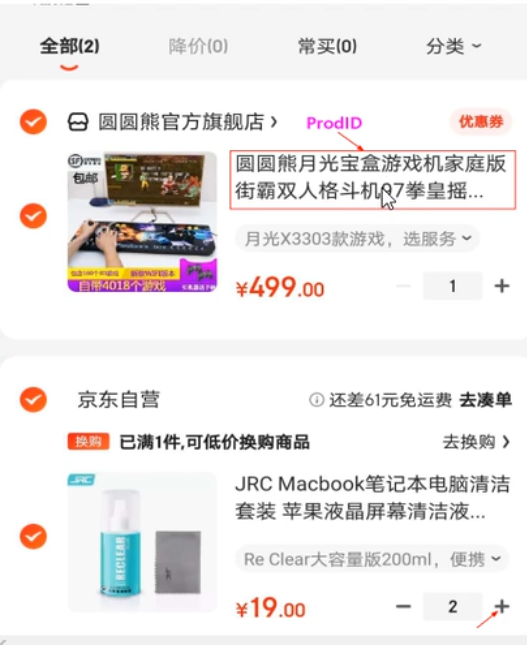 全部(2) 降价(0) 常买(0) 分类
圆圆熊官方旗舰店 ProdID 优惠券
包邮
自带4018个游戏
圆圆熊月光宝盒游戏机家庭版
街霸双人格斗机97拳皇摇...
月光X3303款游戏，选服务
¥499.00 1 +
京东自营 还差61元免运费 去凑单
换购 已满1件,可低价换购商品 去换购
JRC
RECLEAR
JRC Macbook笔记本电脑清洁
套装 苹果液晶屏幕清洁液...
Re Clear大容量版200ml，便携
¥19.00 − 2 +